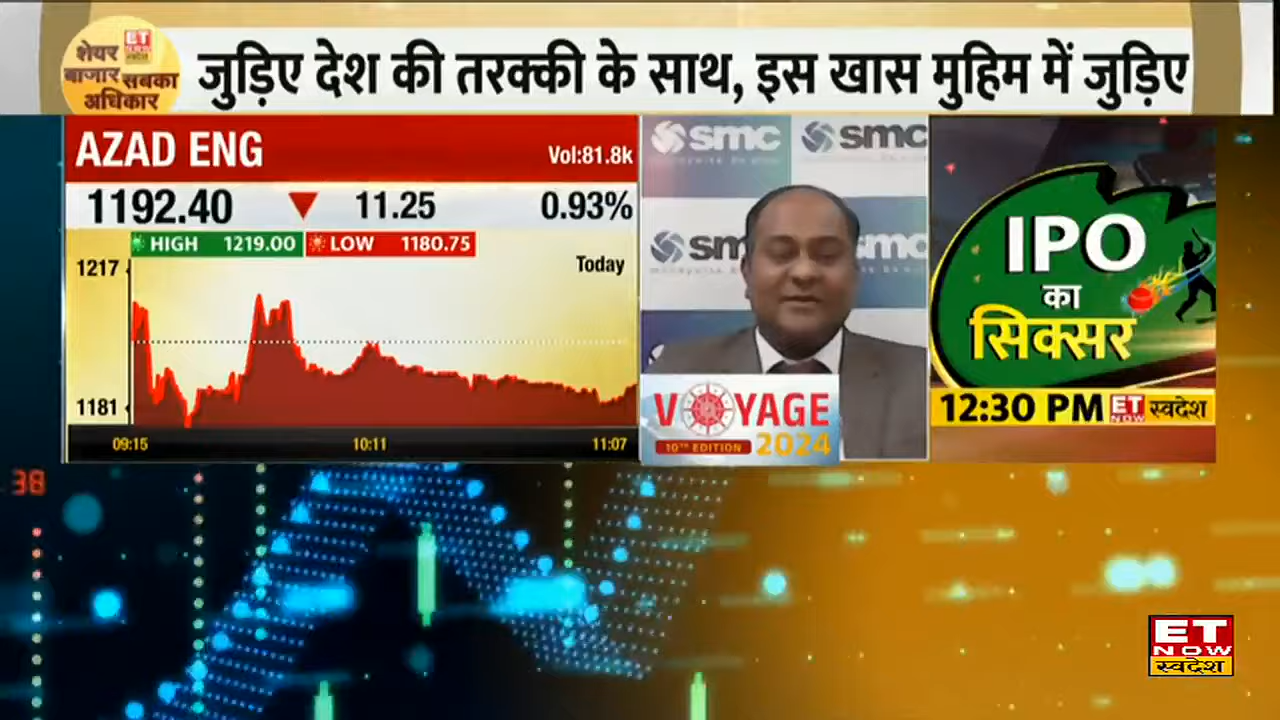 शेयर
बाजार सबका
अधिकार
ET
NOW
स्वदेश
जुड़िए देश की तरक्की के साथ, इस खास मुहिम में जुड़िए
AZAD ENG
Vol:81.8k
1192.40 ▼ 11.25 0.93%
HIGH 1219.00 LOW 1180.75
Today
1217
1181
09:15 10:11 11:07
smc
smc
smc
smc
VOYAGE
10TH EDITION 2024
IPO
का
सिक्सर
12:30 PM ET NOW स्वदेश
38
ET
NOW
स्वदेश